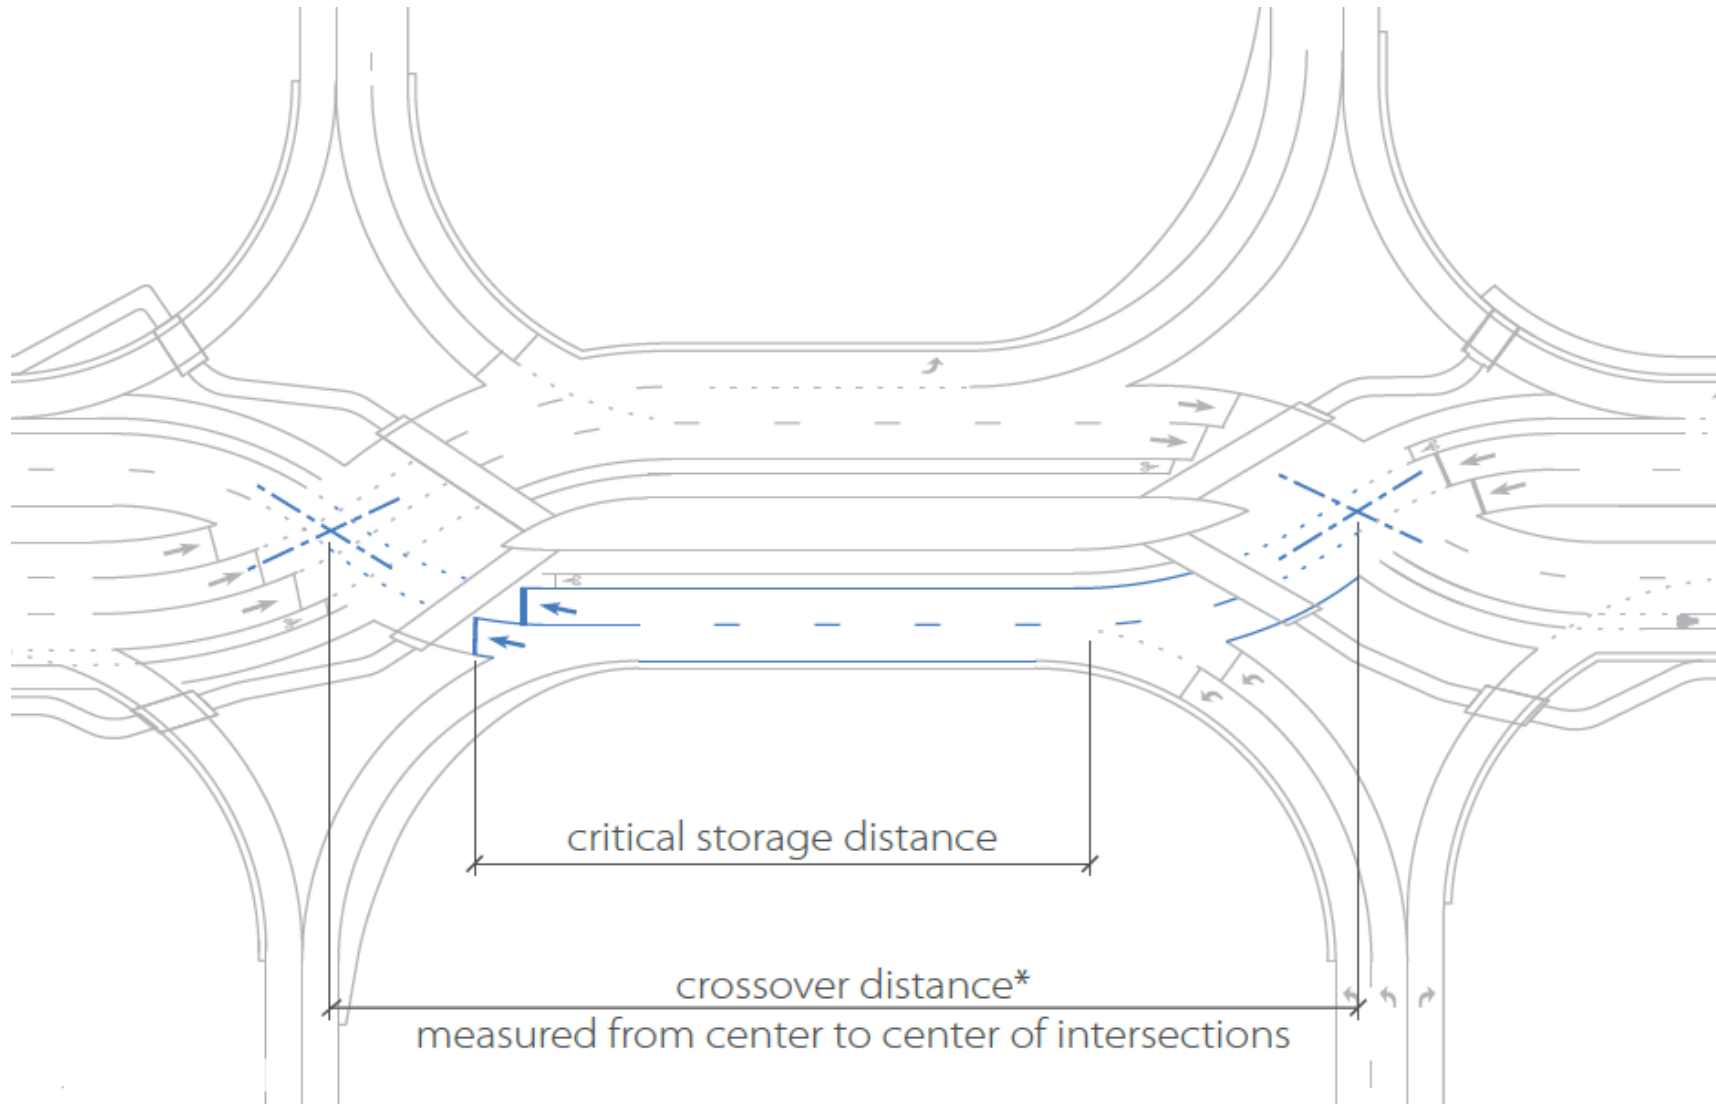 critical storage distance
crossover distance*
measured from center to center of intersections